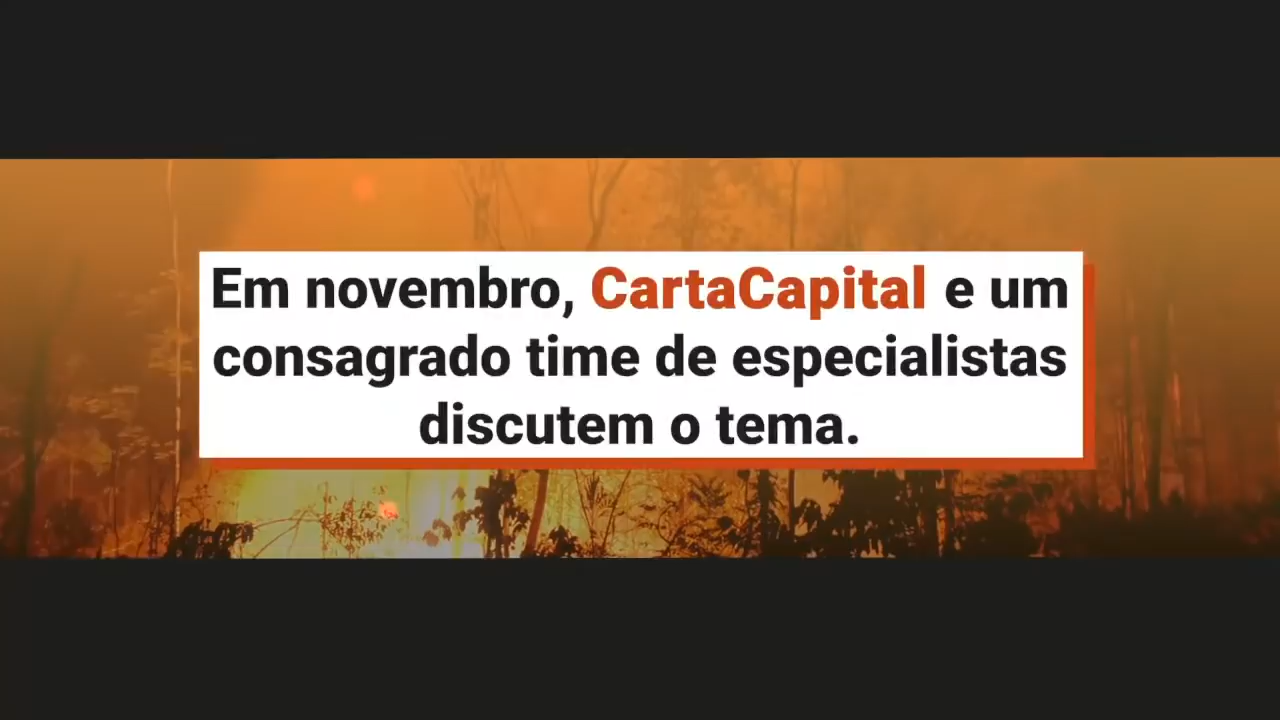 Em novembro, CartaCapital e um
consagrado time de especialistas
discutem o tema.